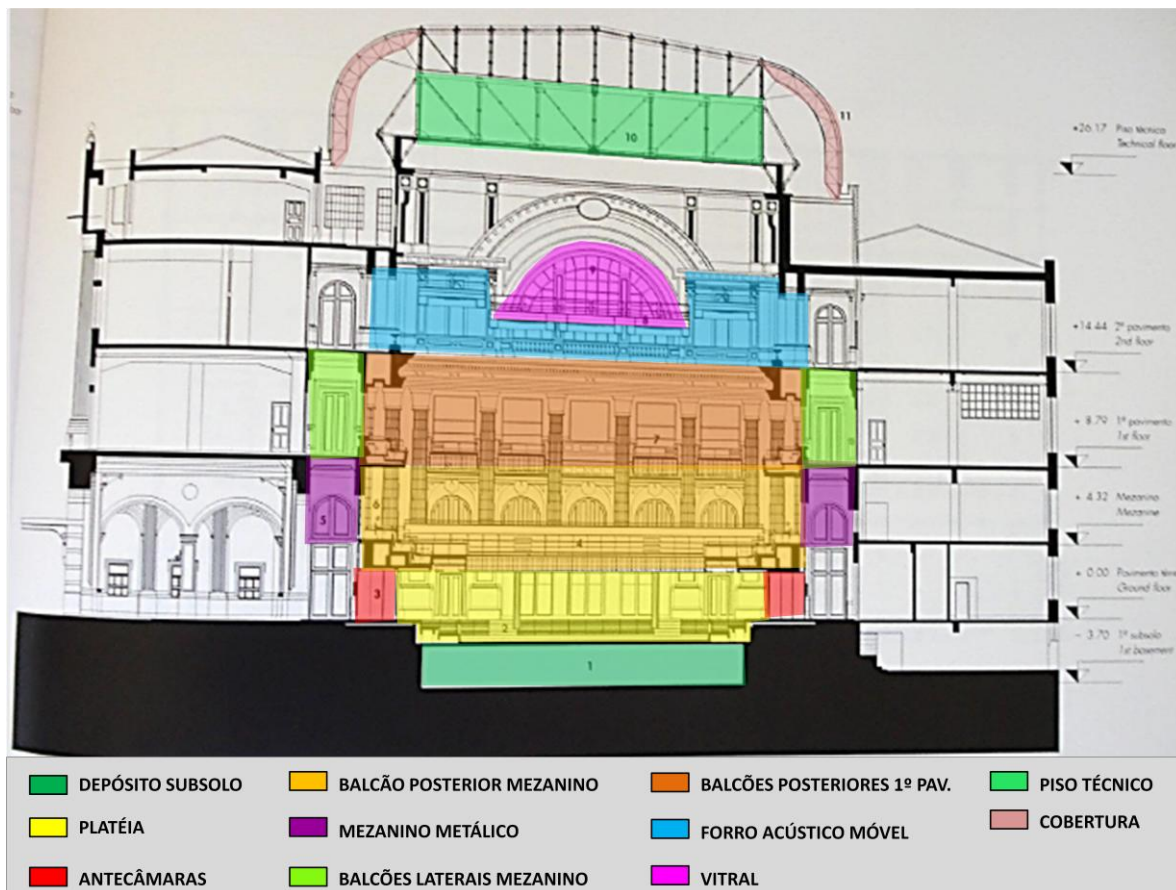 11
+26.17 Piso técnico
Technical floor
10
9
8
+14.44 2º pavimento
2nd floor
7
+ 8.79 1º pavimento
1st floor
6
5
+ 4.32 Mezanino
Mezanine
4
3
+ 0.00 Pavimento térreo
Ground floor
2
− 3.70 1º subsolo
1st basement
1
DEPÓSITO SUBSOLO
BALCÃO POSTERIOR MEZANINO
BALCÕES POSTERIORES 1º PAV.
PISO TÉCNICO
PLATÉIA
MEZANINO METÁLICO
FORRO ACÚSTICO MÓVEL
COBERTURA
ANTECÂMARAS
BALCÕES LATERAIS MEZANINO
VITRAL